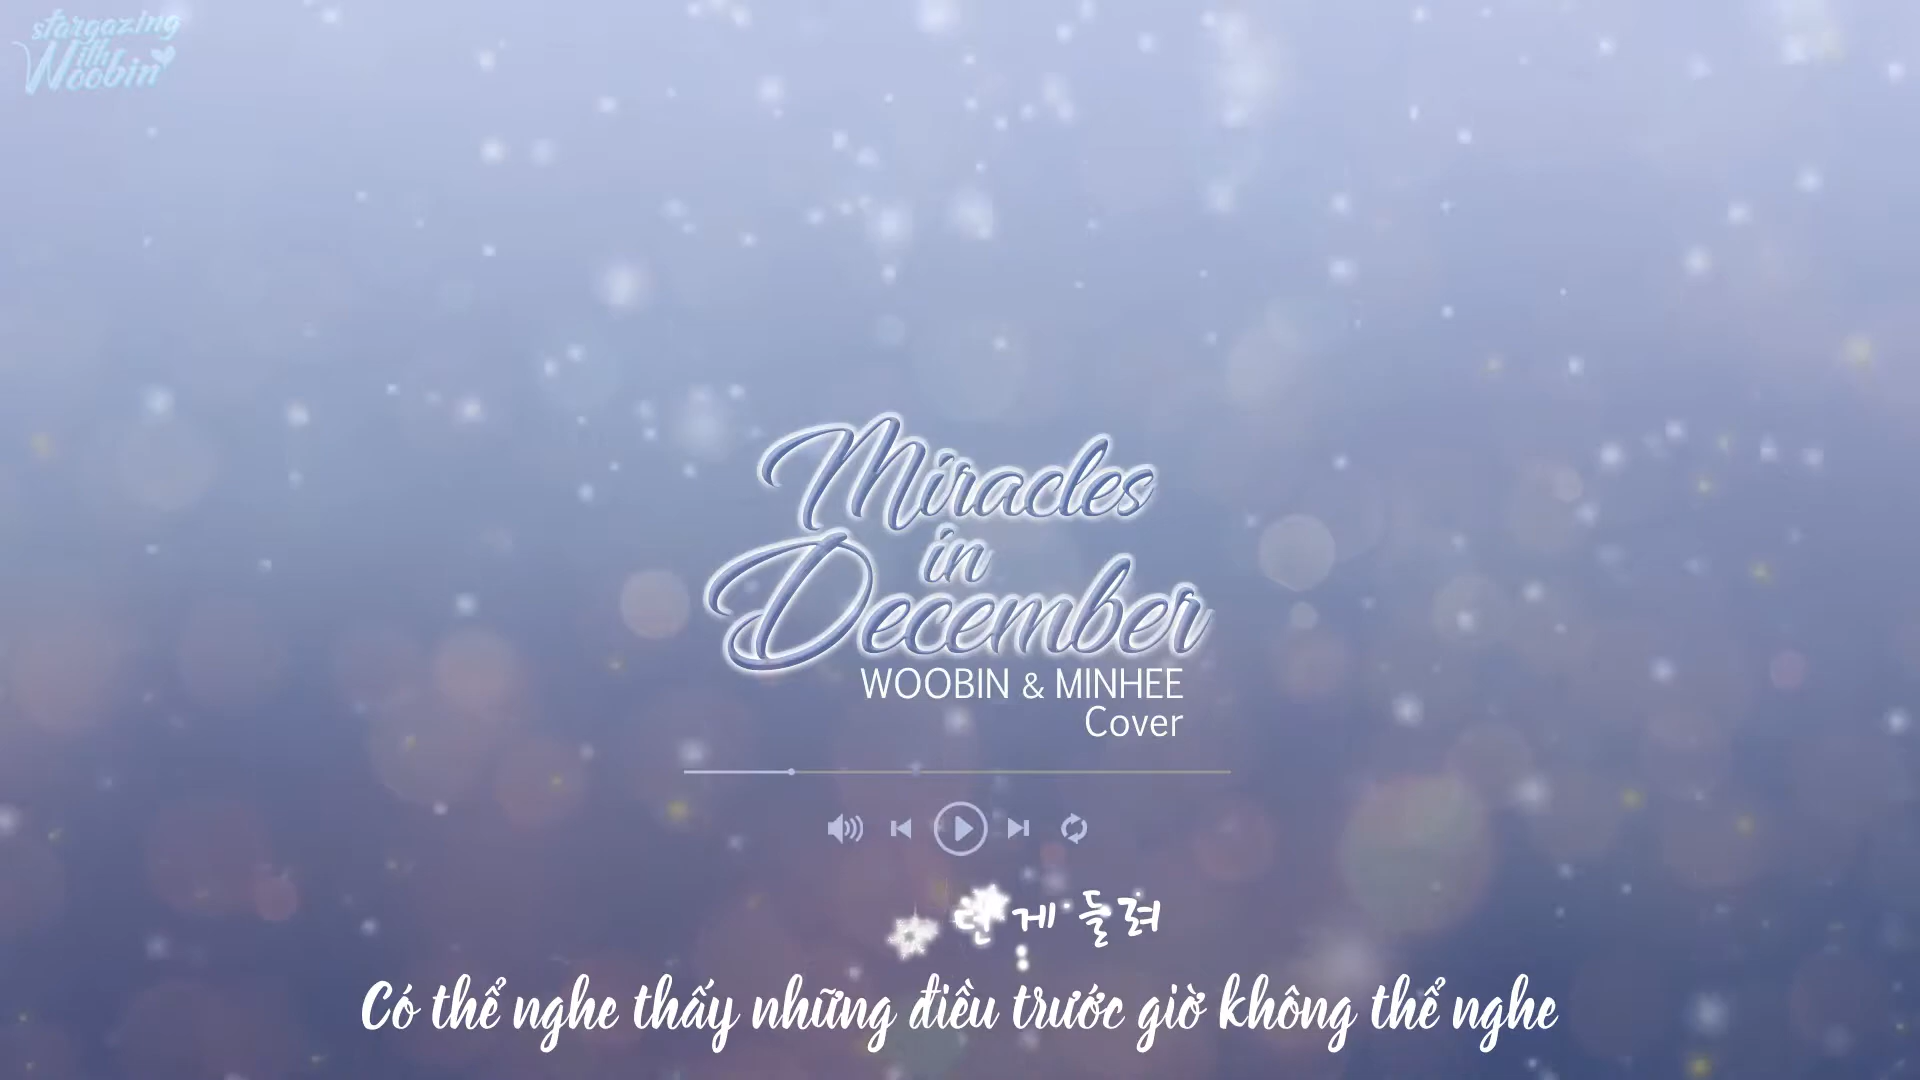 stargazing
With
Woobin
Miracles
in
December
WOOBIN & MINHEE
Cover
게 들려
Có thể nghe thấy những điều trước giờ không thể nghe